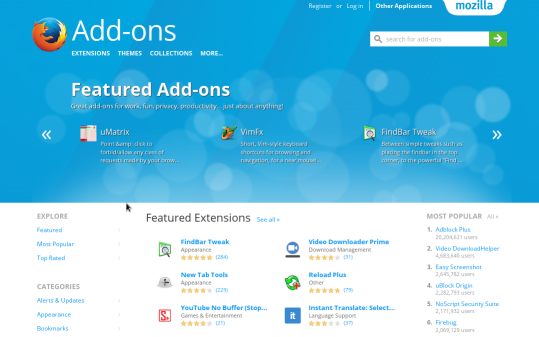 Register or Log in | Other Applications
mozilla
Add-ons
EXTENSIONS THEMES COLLECTIONS MORE...
search for add-ons
Featured Add-ons
Great add-ons for work, fun, privacy, productivity... just about anything!
« »
uMatrix
Point &amp; click to
forbid/allow any class of
requests made by your brow...
VimFx
Short, Vim-style keyboard
shortcuts for browsing and
navigation, for a near mousel...
FindBar Tweak
Between simple tweaks such as
placing the findbar in the top
corner, to the powerful "Find ...
EXPLORE
Featured
Most Popular
Top Rated
CATEGORIES
Alerts & Updates
Appearance
Bookmarks
Featured Extensions See all »
FindBar Tweak
Appearance
(284)
Video Downloader Prime
Download Management
(31)
New Tab Tools
Appearance
(229)
Reload Plus
Other
(79)
YouTube No Buffer (Stop...
Games & Entertainment
(21)
Instant Translate: Select...
Language Support
(37)
MOST POPULAR All »
1. Adblock Plus
20,204,621 users
2. Video DownloadHelper
4,683,640 users
3. Easy Screenshot
2,645,782 users
4. uBlock Origin
2,282,793 users
5. NoScript Security Suite
2,171,932 users
6. Firebug
2,069,129 users